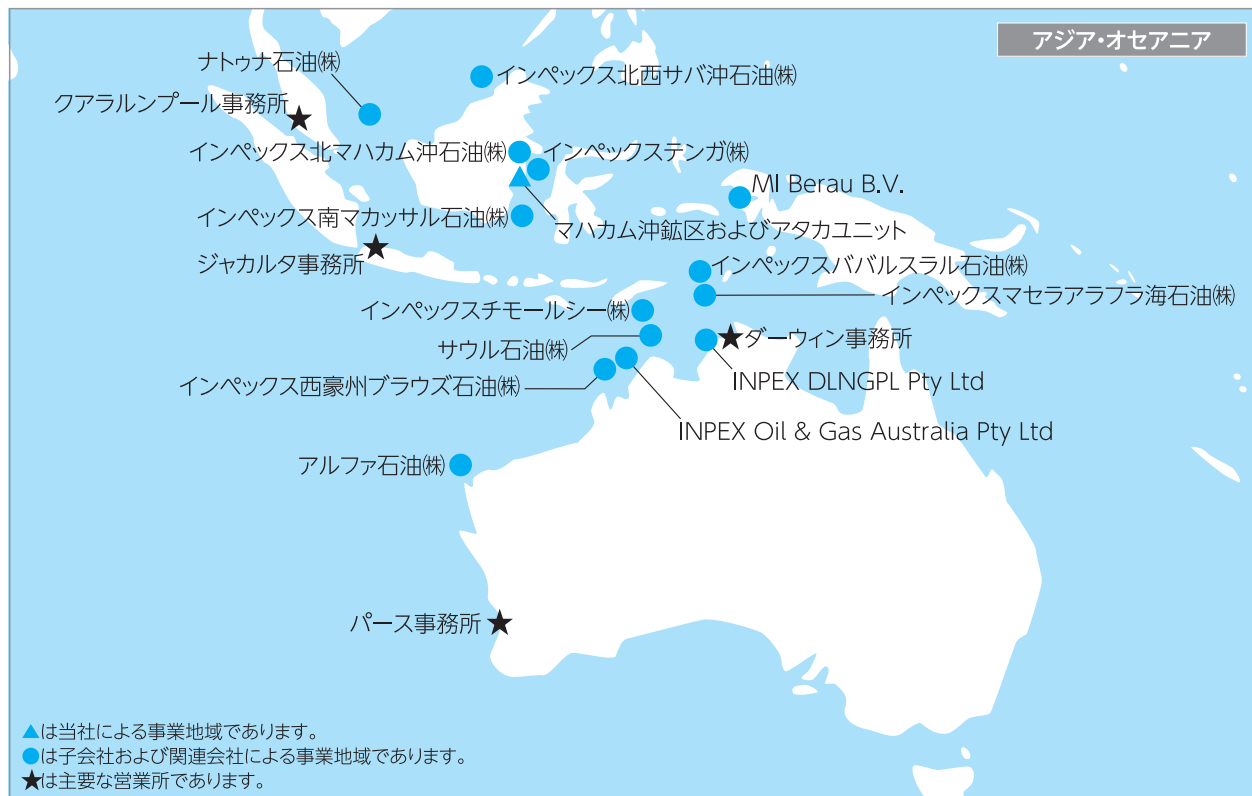 アジア・オセアニア
ナトゥナ石油㈱
インペックス北西サバ沖石油㈱
クアラルンプール事務所
インペックス北マハカム沖石油㈱
インペックステンガ㈱
MI Berau B.V.
インペックス南マカッサル石油㈱
マハカム沖鉱区およびアタカユニット
ジャカルタ事務所
インペックスババルスラル石油㈱
インペックスマセラアラフラ海石油㈱
インペックスチモールシー㈱
サウル石油㈱
ダーウィン事務所
インペックス西豪州ブラウズ石油㈱
INPEX DLNGPL Pty Ltd
INPEX Oil & Gas Australia Pty Ltd
アルファ石油㈱
パース事務所
▲は当社による事業地域であります。
●は子会社および関連会社による事業地域であります。
★は主要な営業所であります。